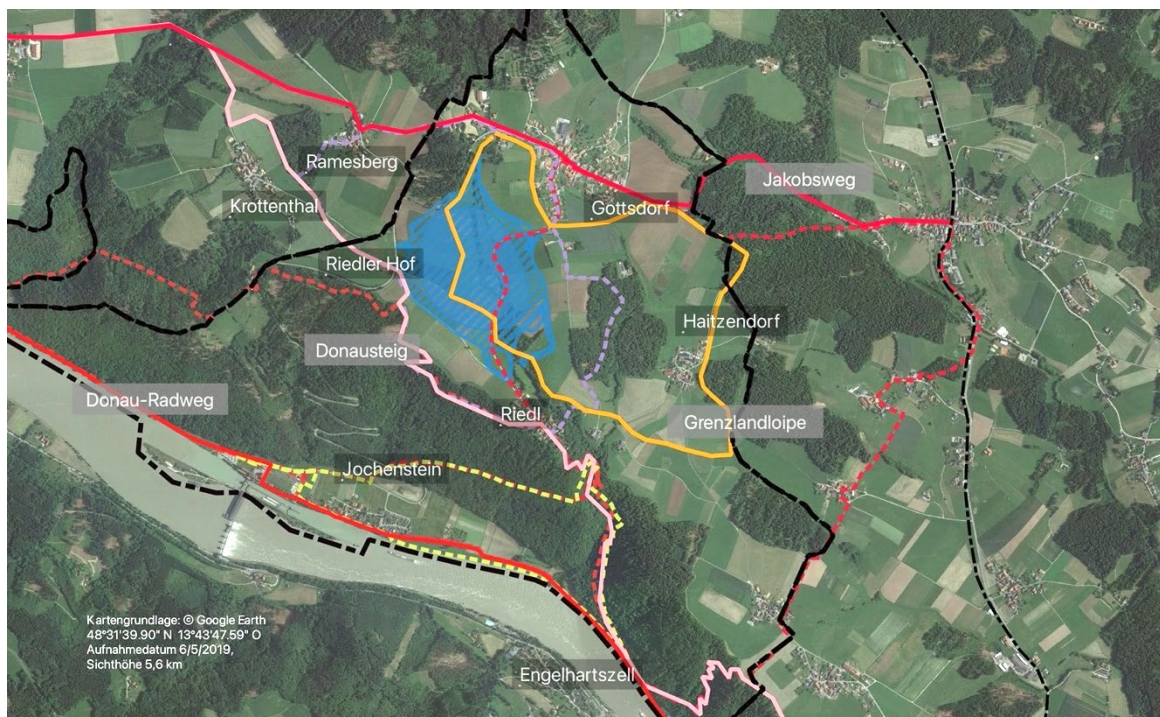 Ramesberg
Jakobsweg
Krottenthal
Gottsdorf
Riedler Hof
Haitzendorf
Donausteig
Donau-Radweg
Riedl
Grenzlandloipe
Jochenstein
Kartengrundlage: © Google Earth
48°31'39.90" N 13°43'47.59" O
Aufnahmedatum 6/5/2019,
Sichthöhe 5,6 km
Engelhartszell